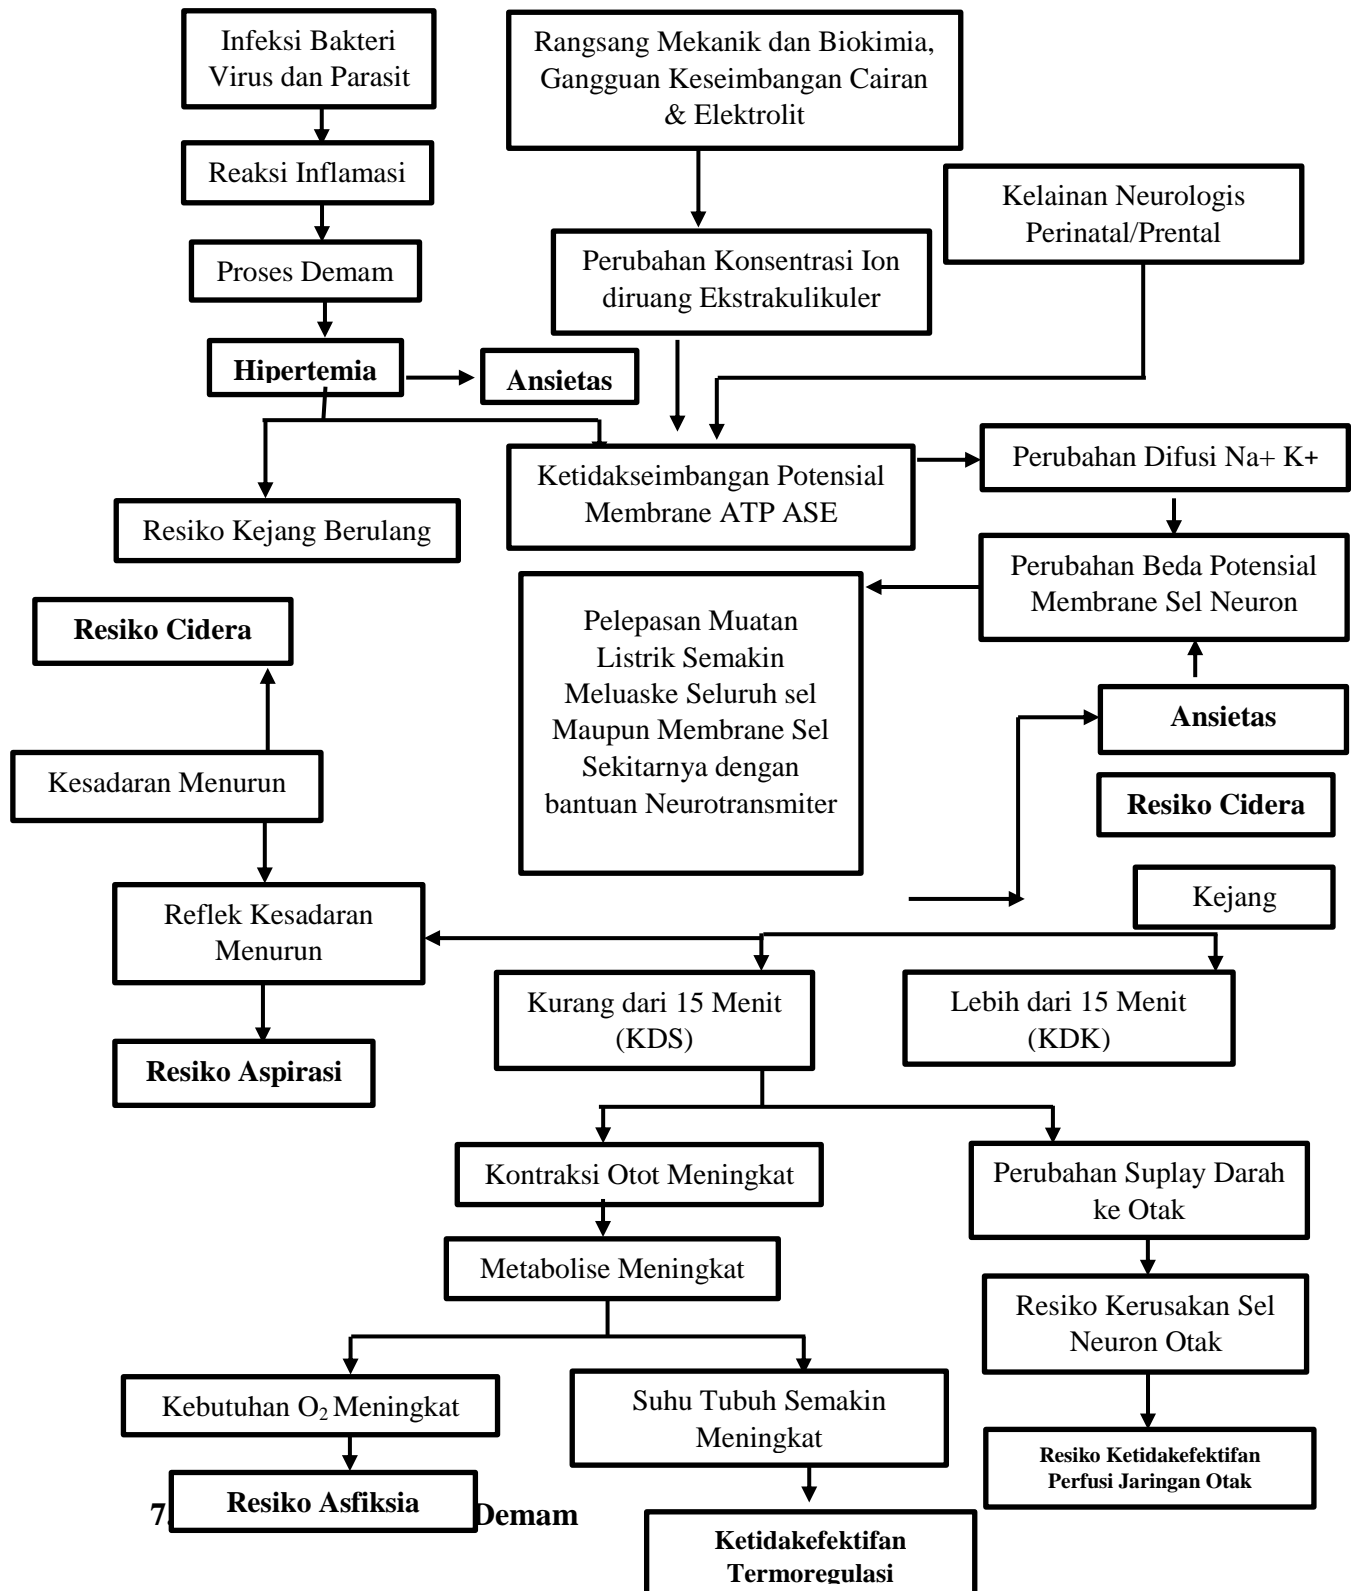 Infeksi Bakteri
Virus dan Parasit
Rangsang Mekanik dan Biokimia,
Gangguan Keseimbangan Cairan
& Elektrolit
Reaksi Inflamasi
Kelainan Neurologis
Perinatal/Prental
Proses Demam
Perubahan Konsentrasi Ion
diruang Ekstrakulikuler
Hipertemia
Ansietas
Ketidakseimbangan Potensial
Membrane ATP ASE
Perubahan Difusi Na+ K+
Resiko Kejang Berulang
Perubahan Beda Potensial
Membrane Sel Neuron
Pelepasan Muatan
Listrik Semakin
Meluaske Seluruh sel
Maupun Membrane Sel
Sekitarnya dengan
bantuan Neurotransmiter
Resiko Cidera
Ansietas
Kesadaran Menurun
Resiko Cidera
Kejang
Reflek Kesadaran
Menurun
Kurang dari 15 Menit
(KDS)
Lebih dari 15 Menit
(KDK)
Resiko Aspirasi
Kontraksi Otot Meningkat
Perubahan Suplay Darah
ke Otak
Metabolise Meningkat
Resiko Kerusakan Sel
Neuron Otak
Kebutuhan O₂ Meningkat
Suhu Tubuh Semakin
Meningkat
Resiko Ketidakefektifan
Perfusi Jaringan Otak
Resiko Asfiksia
7. Demam
Ketidakefektifan
Termoregulasi